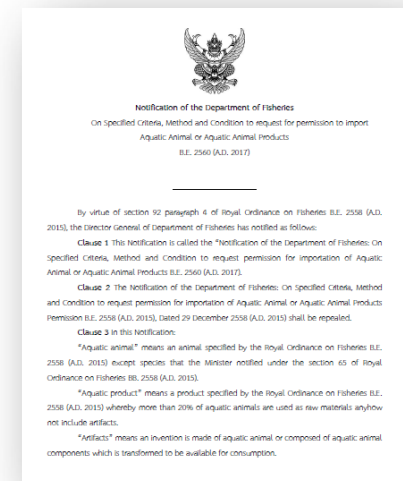 Notification of the Department of Fisheries
On Specified Criteria, Method and Condition to request for permission to import
Aquatic Animal or Aquatic Animal Products
B.E. 2560 (A.D. 2017)
By virtue of section 92 paragraph 4 of Royal Ordinance on Fisheries B.E. 2558 (A.D.
2015), the Director General of Department of Fisheries has notified as follows:
Clause 1 This Notification is called the "Notification of the Department of Fisheries: On
Specified Criteria, Method and Condition to request permission for importation of Aquatic
Animal or Aquatic Animal Products B.E. 2560 (A.D. 2017).
Clause 2 The Notification of the Department of Fisheries: On Specified Criteria, Method
and Condition to request permission for importation of Aquatic Animal or Aquatic Animal Products
Permission B.E. 2558 (A.D. 2015), Dated 29 December 2558 (A.D. 2015) shall be repealed.
Clause 3 In this Notification:
"Aquatic animal" means an animal specified by the Royal Ordinance on Fisheries B.E.
2558 (A.D. 2015) except species that the Minister notified under the section 65 of Royal
Ordinance on Fisheries BB. 2558 (A.D. 2015).
"Aquatic product" means a product specified by the Royal Ordinance on Fisheries B.E.
2558 (A.D. 2015) whereby more than 20% of aquatic animals are used as raw materials anyhow
not include artifacts.
"Artifacts" means an invention is made of aquatic animal or composed of aquatic animal
components which is transformed to be available for consumption.